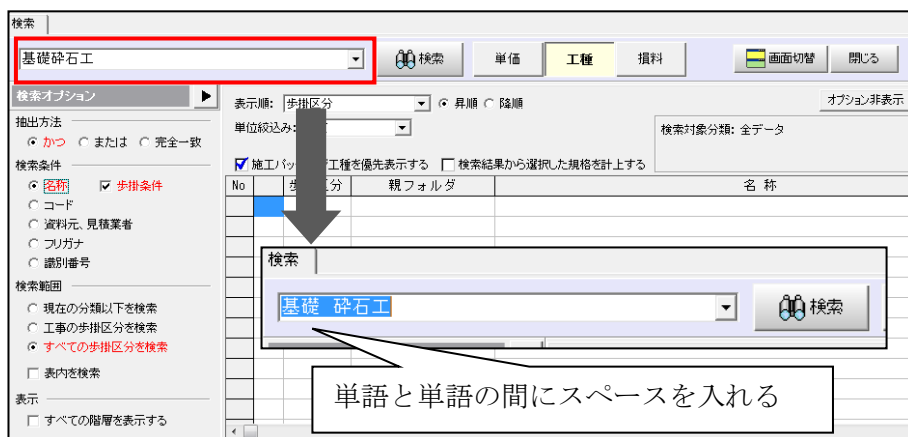 検索
基礎砕石工 検索 単価 工種 損料 画面切替 閉じる
検索オプション
表示順: 歩掛区分 昇順 降順 オプション非表示
抽出方法
かつ または 完全一致
単位絞込み: 検索対象分類: 全データ
検索条件
施工パッ 工種を優先表示する 検索結果から選択した規格を計上する
名称 歩掛条件
コード
資料元、見積業者
フリガナ
識別番号
検索範囲
現在の分類以下を検索
工事の歩掛区分を検索
すべての歩掛区分を検索
表内を検索
表示
すべての階層を表示する
No 歩 区分 親フォルダ 名 称
検索
基礎 砕石工 検索
単語と単語の間にスペースを入れる